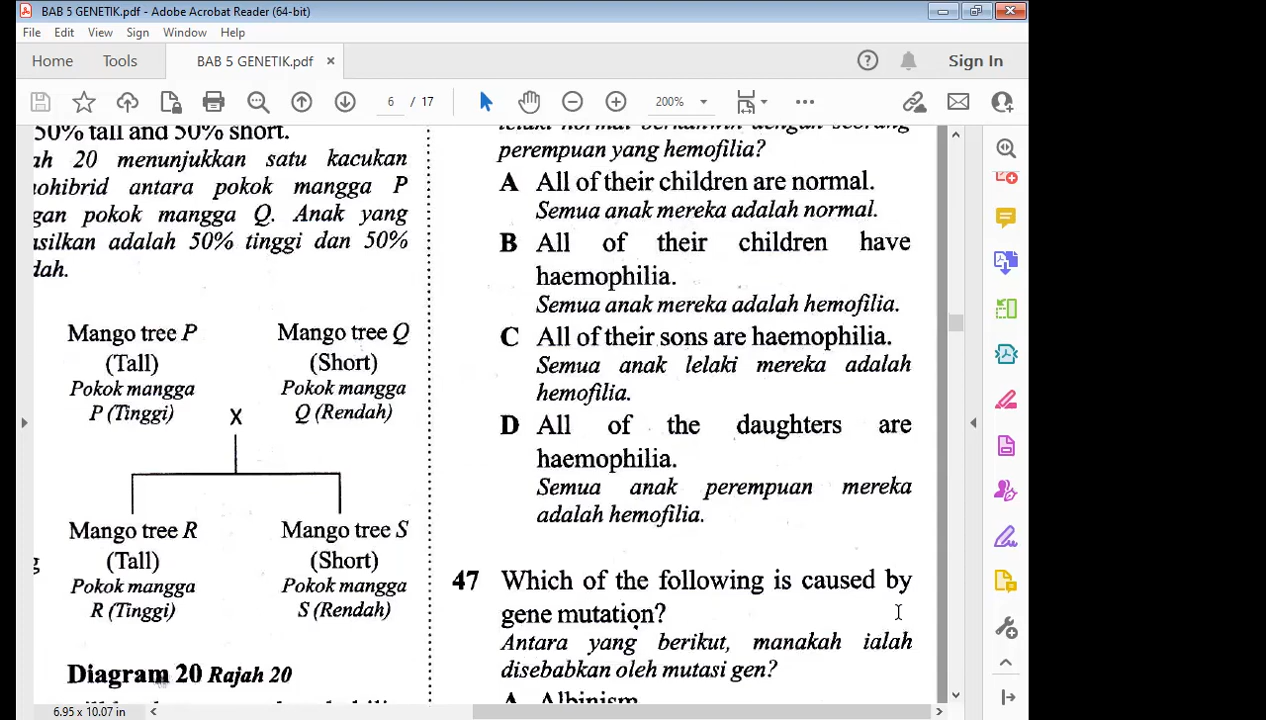 BAB 5 GENETIK.pdf - Adobe Acrobat Reader (64-bit)
File Edit View Sign Window Help
Home Tools BAB 5 GENETIK.pdf × Sign In
6 / 17 200%
50% tall and 50% short.
ah 20 menunjukkan satu kacukan
ohibrid antara pokok mangga P
gan pokok mangga Q. Anak yang
asilkan adalah 50% tinggi dan 50%
dah.
Mango tree P
(Tall)
Pokok mangga
P (Tinggi)
X
Mango tree Q
(Short)
Pokok mangga
Q (Rendah)
Mango tree R
(Tall)
Pokok mangga
R (Tinggi)
Mango tree S
(Short)
Pokok mangga
S (Rendah)
Diagram 20 Rajah 20
lelaki normal berkahwin dengan seorang
perempuan yang hemofilia?
A All of their children are normal.
Semua anak mereka adalah normal.
B All of their children have
haemophilia.
Semua anak mereka adalah hemofilia.
C All of their sons are haemophilia.
Semua anak lelaki mereka adalah
hemofilia.
D All of the daughters are
haemophilia.
Semua anak perempuan mereka
adalah hemofilia.
47 Which of the following is caused by
gene mutation?
Antara yang berikut, manakah ialah
disebabkan oleh mutasi gen?
A Albinism
6.95 x 10.07 in